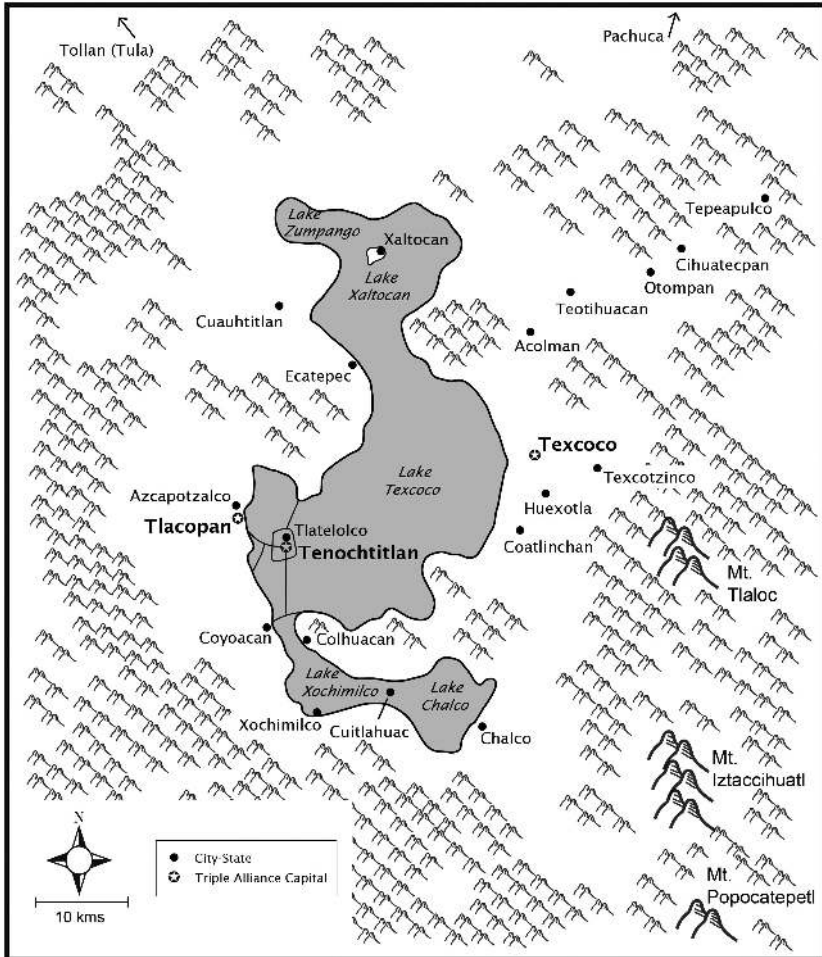 Tollan (Tula)
Pachuca
Tepeapulco
Lake
Zumpango
Xaltocan
Cihuatecpan
Lake
Xaltocan
Otompan
Teotihuacan
Cuauhtitlan
Acolman
Ecatepec
Texcoco
Lake
Texcoco
Texcotzinco
Azcapotzalco
Huexotla
Tlacopan
Tlatelolco
Coatlinchan
Tenochtitlan
Mt.
Tlaloc
Coyoacan
Colhuacan
Lake
Xochimilco
Lake
Chalco
Xochimilco
Cuitlahuac
Chalco
Mt.
Iztaccihuatl
N
City-State
Triple Alliance Capital
10 kms
Mt.
Popocatepetl